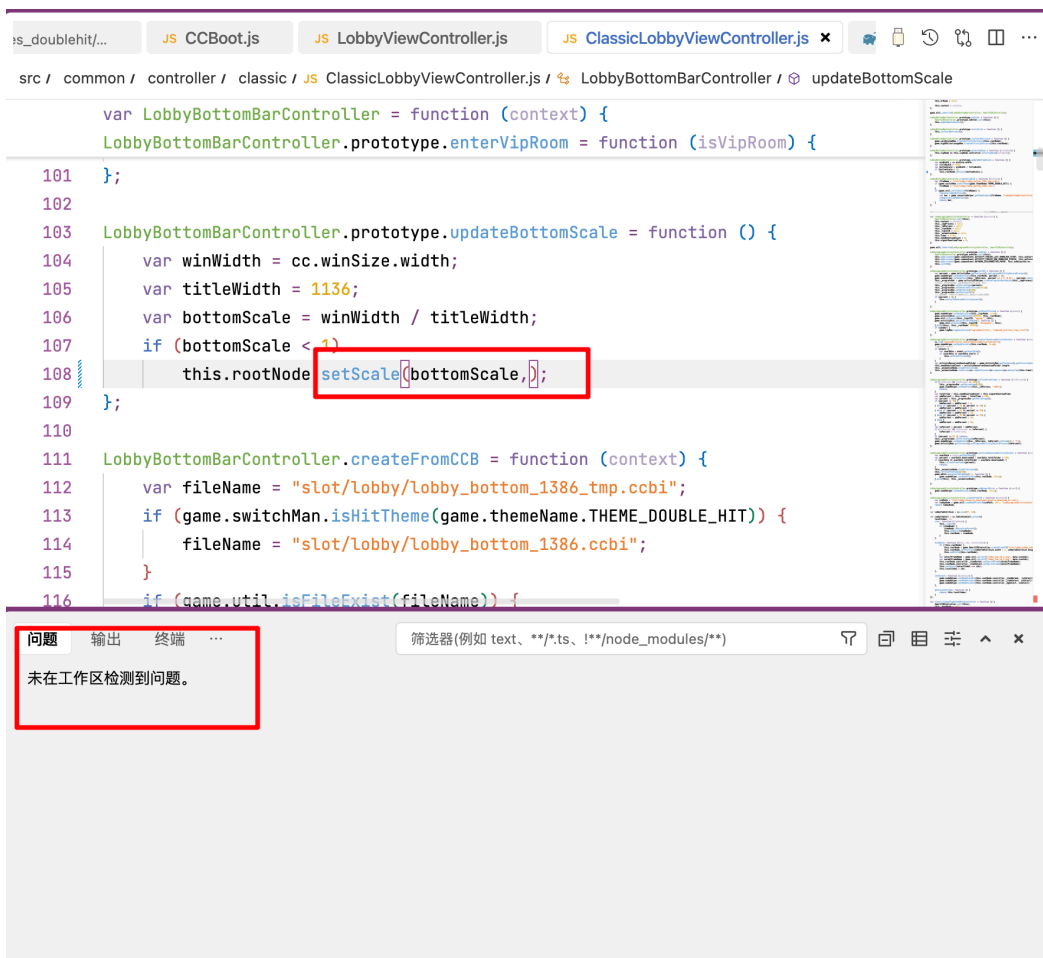 es_doublehit/... JS CCBoot.js JS LobbyViewController.js JS ClassicLobbyViewController.js × ...
src / common / controller / classic / JS ClassicLobbyViewController.js / LobbyBottomBarController / updateBottomScale
var LobbyBottomBarController = function (context) {
LobbyBottomBarController.prototype.enterVipRoom = function (isVipRoom) {
101 };
102
103 LobbyBottomBarController.prototype.updateBottomScale = function () {
104 var winWidth = cc.winSize.width;
105 var titleWidth = 1136;
106 var bottomScale = winWidth / titleWidth;
107 if (bottomScale < 1)
108 this.rootNode.setScale(bottomScale,);
109 };
110
111 LobbyBottomBarController.createFromCCB = function (context) {
112 var fileName = "slot/lobby/lobby_bottom_1386_tmp.ccbi";
113 if (game.switchMan.isHitTheme(game.themeName.THEME_DOUBLE_HIT)) {
114 fileName = "slot/lobby/lobby_bottom_1386.ccbi";
115 }
116 if (game.util.isFileExist(fileName)) {
问题 输出 终端 ... 筛选器(例如 text、**/*.ts、!**/node_modules/**)
未在工作区检测到问题。